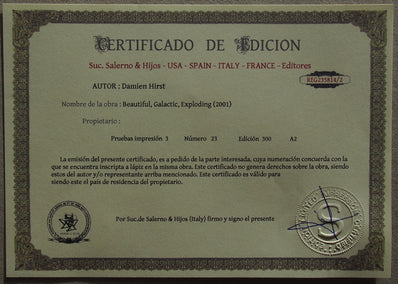 CERTIFICADO DE EDICION
Suc. Salerno & Hijos - USA - SPAIN - ITALY - FRANCE - Editores
REG235814/2
AUTOR : Damien Hirst
Nombre de la obra : Beautiful, Galactic, Exploding (2001)
Propietario :
Pruebas impresión 3 Número 23 Edición 300 A2
La emisión del presente certificado, es a pedido de la parte interesada, cuya numeración concuerda con la
que se encuentra inscripta a lápiz en la obra mencionada. Este certificado no genera derechos sobre la obra, siendo
estos del autor y/o representante arriba mencionado. Este certificado es válido para
siendo este el pais de residencia del propietario.
Por Suc.de Salerno & Hijos (Italy) firmo y signo el presente
S